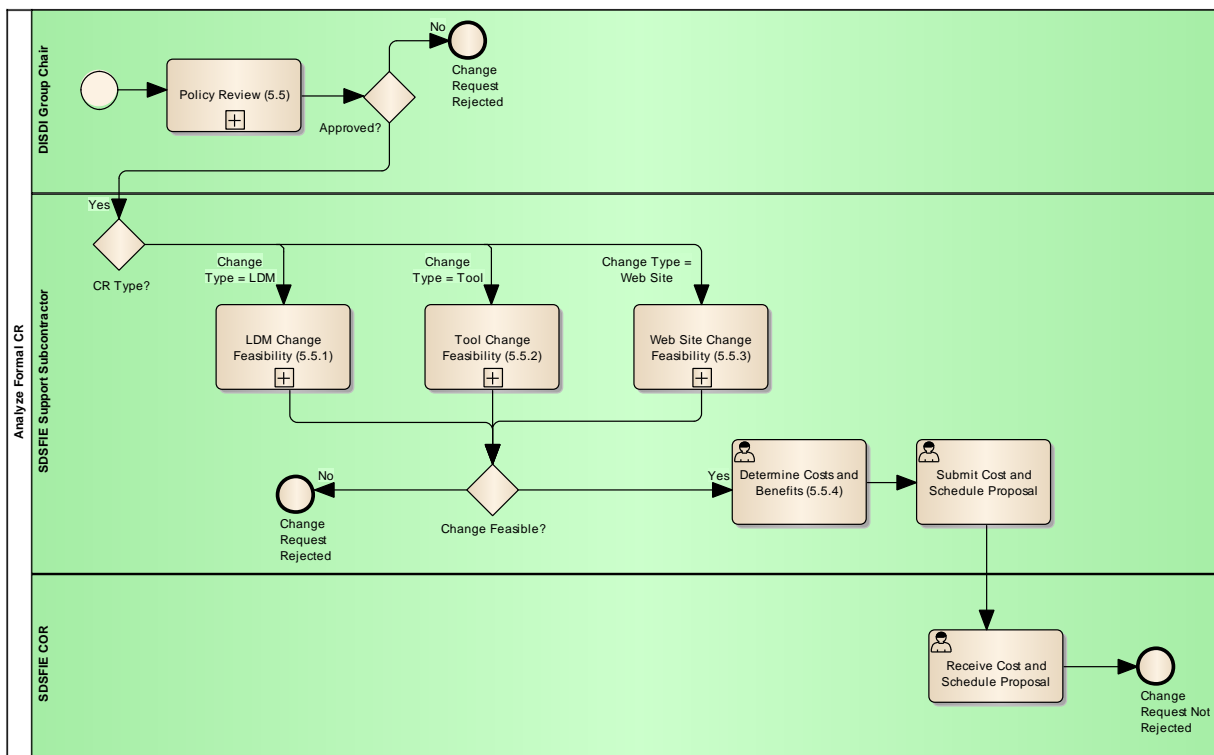 Analyze Formal CR
DISDI Group Chair
Policy Review (5.5)
Approved?
No
Change
Request
Rejected
SDSFIE Support Subcontractor
Yes
CR Type?
Change
Type = LDM
Change
Type = Tool
Change Type =
Web Site
LDM Change
Feasibility (5.5.1)
Tool Change
Feasibility (5.5.2)
Web Site Change
Feasibility (5.5.3)
No
Change
Request
Rejected
Change Feasible?
Yes
Determine Costs and
Benefits (5.5.4)
Submit Cost and
Schedule Proposal
SDSFIE COR
Receive Cost and
Schedule Proposal
Change
Request Not
Rejected